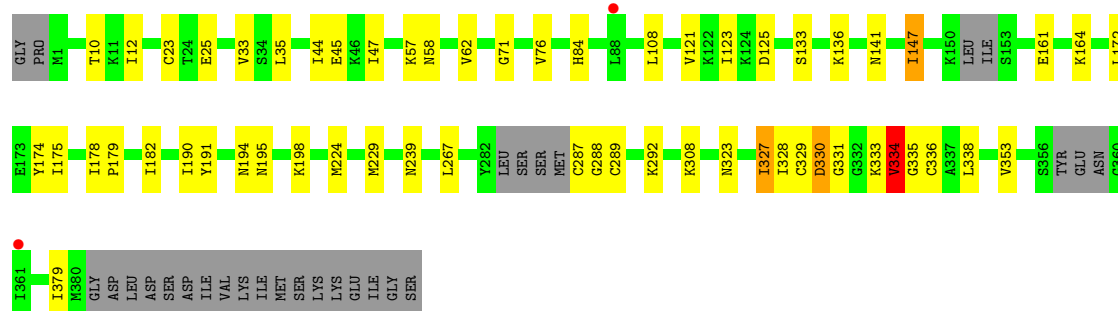 GLY PRO M1 T10 K11 I12 C23 T24 E25 V33 S34 L35 I44 E45 K46 I47 K57 N58 V62 G71 V76 H84 L88 L108 V121 K122 I123 K124 D125 S133 K136 N141 I147 K150 LEU ILE S153 E161 K164 L172
E173 Y174 I175 I178 P179 I182 I190 Y191 N194 N195 K198 M224 M229 N239 L267 Y282 LEU SER SER MET C287 G288 C289 K292 K308 N323 I327 I328 C329 D330 G331 G332 K333 V334 G335 C336 A337 L338 V353 S356 TYR GLU ASN G360
I361 I379 M380 GLY ASP LEU ASP SER ASP ILE VAL LYS ILE MET SER LYS LYS GLU ILE GLY SER